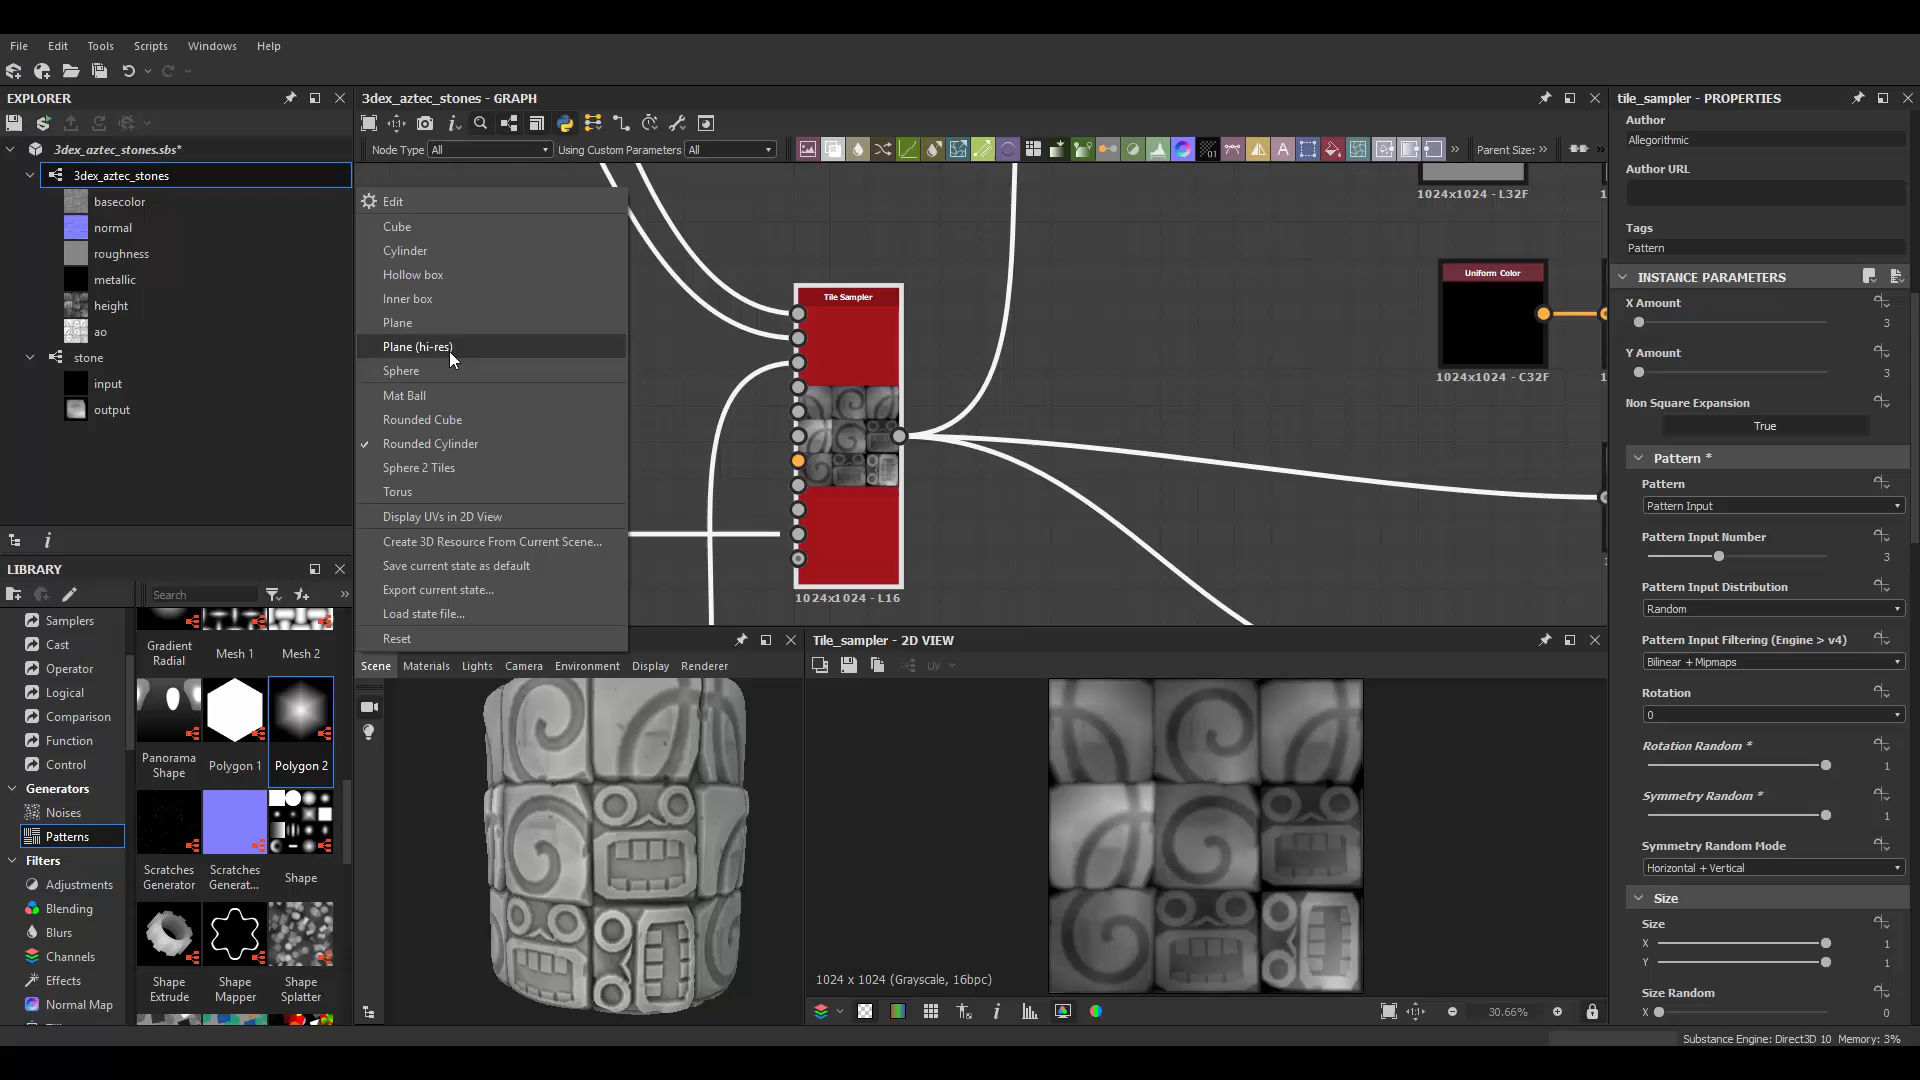 File
Edit
Tools
Scripts
Windows
Help
EXPLORER
3dex_aztec_stones.sbs*
3dex_aztec_stones
basecolor
normal
roughness
metallic
height
ao
stone
input
output
3dex_aztec_stones - GRAPH
Node Type
All
Using Custom Parameters
All
Parent Size:
1024x1024 - L32F
Tile Sampler
1024x1024 - L16
Uniform Color
1024x1024 - C32F
Edit
Cube
Cylinder
Hollow box
Inner box
Plane
Plane (hi-res)
Sphere
Mat Ball
Rounded Cube
Rounded Cylinder
Sphere 2 Tiles
Torus
Display UVs in 2D View
Create 3D Resource From Current Scene...
Save current state as default
Export current state...
Load state file...
Reset
LIBRARY
Search
Samplers
Cast
Operator
Logical
Comparison
Function
Control
Generators
Noises
Patterns
Filters
Adjustments
Blending
Blurs
Channels
Effects
Normal Map
Gradient
Radial
Mesh 1
Mesh 2
Panorama
Shape
Polygon 1
Polygon 2
Scratches
Generator
Scratches
Generat...
Shape
Shape
Extrude
Shape
Mapper
Shape
Splatter
Scene
Materials
Lights
Camera
Environment
Display
Renderer
Tile_sampler - 2D VIEW
UV
1024 x 1024 (Grayscale, 16bpc)
30.66%
tile_sampler - PROPERTIES
Author
Allegorithmic
Author URL
Tags
Pattern
INSTANCE PARAMETERS
X Amount
3
Y Amount
3
Non Square Expansion
True
Pattern *
Pattern
Pattern Input
Pattern Input Number
3
Pattern Input Distribution
Random
Pattern Input Filtering (Engine > v4)
Bilinear + Mipmaps
Rotation
0
Rotation Random *
1
Symmetry Random *
1
Symmetry Random Mode
Horizontal + Vertical
Size
Size
X
1
Y
1
Size Random
X
0
Substance Engine: Direct3D 10 Memory: 3%